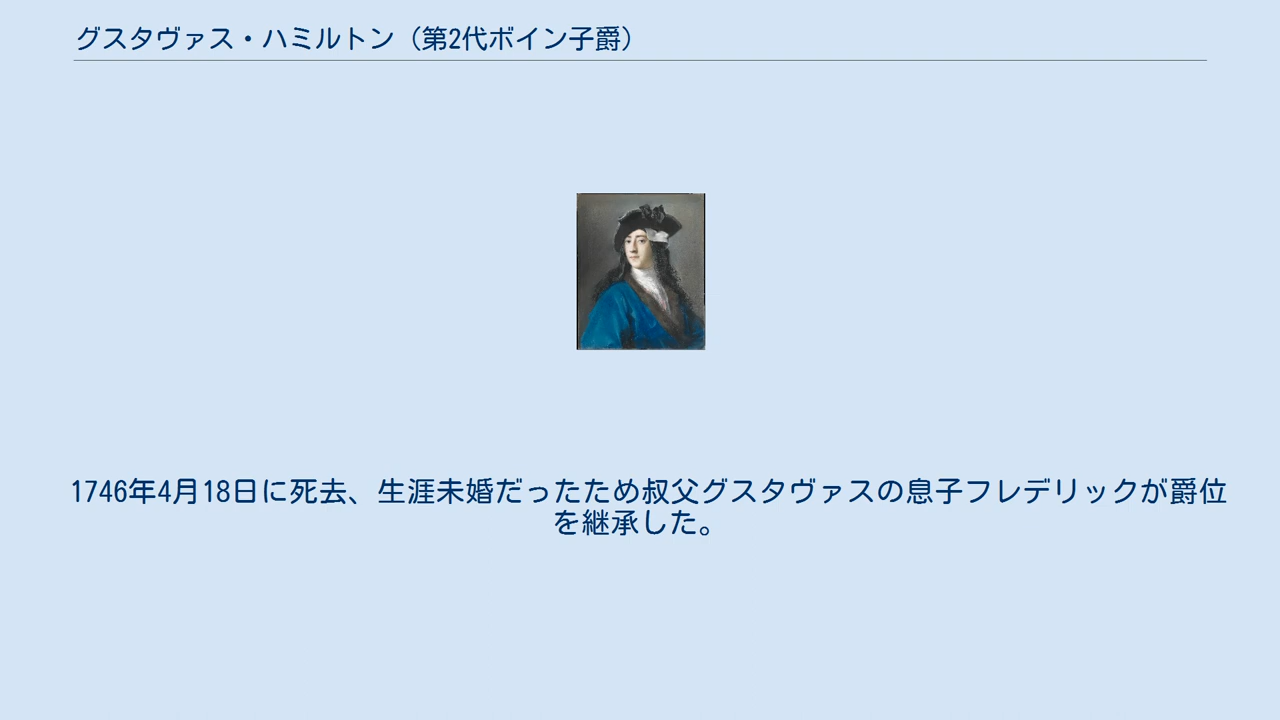 グスタヴァス・ハミルトン（第2代ボイン子爵）
1746年4月18日に死去、生涯未婚だったため叔父グスタヴァスの息子フレデリックが爵位
を継承した。